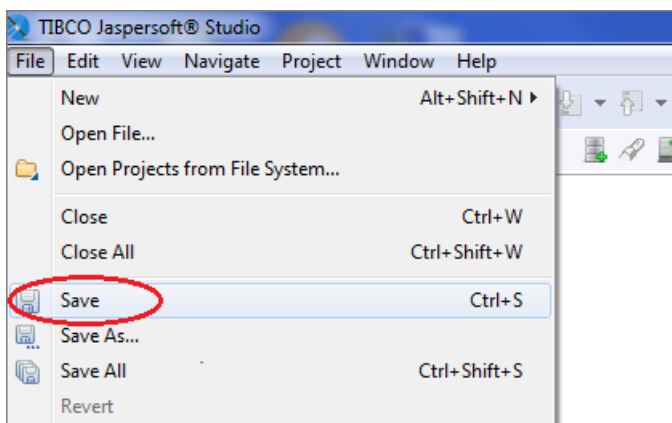 TIBCO Jaspersoft® Studio
File Edit View Navigate Project Window Help
New Alt+Shift+N
Open File...
Open Projects from File System...
Close Ctrl+W
Close All Ctrl+Shift+W
Save Ctrl+S
Save As...
Save All Ctrl+Shift+S
Revert